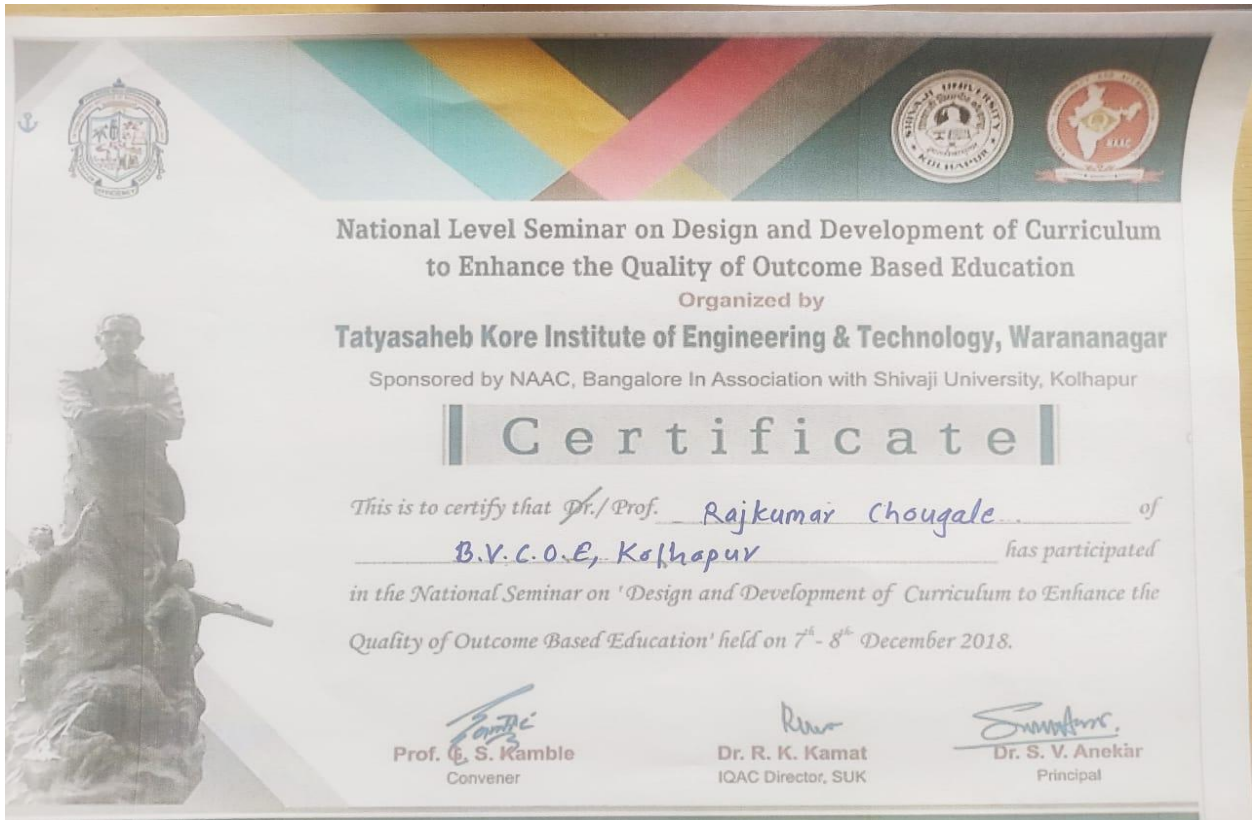 SHIVAJI UNIVERSITY
KOLHAPUR
NAAC
National Level Seminar on Design and Development of Curriculum
to Enhance the Quality of Outcome Based Education
Organized by
Tatyasaheb Kore Institute of Engineering & Technology, Warananagar
Sponsored by NAAC, Bangalore In Association with Shivaji University, Kolhapur
Certificate
This is to certify that Dr./Prof. Rajkumar Chougale of
B.V.C.O.E, Kolhapur has participated
in the National Seminar on 'Design and Development of Curriculum to Enhance the
Quality of Outcome Based Education' held on 7th - 8th December 2018.
Prof. G. S. Kamble Dr. R. K. Kamat Dr. S. V. Anekar
Convener IQAC Director, SUK Principal